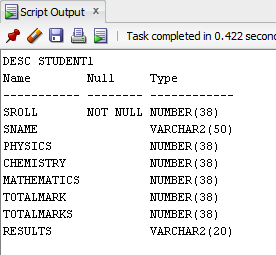 Script Output
Task completed in 0.422 secon
DESC STUDENT1
Name Null Type
----------- -------- ------------
SROLL NOT NULL NUMBER(38)
SNAME VARCHAR2(50)
PHYSICS NUMBER(38)
CHEMISTRY NUMBER(38)
MATHEMATICS NUMBER(38)
TOTALMARK NUMBER(38)
TOTALMARKS NUMBER(38)
RESULTS VARCHAR2(20)